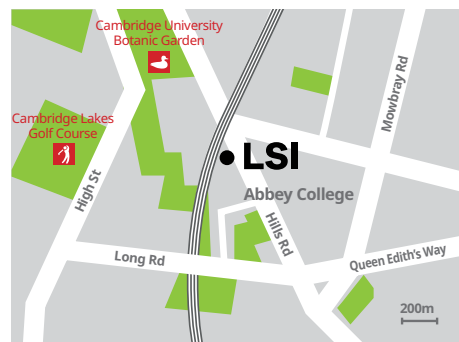 Cambridge University
Botanic Garden
Mowbray Rd
Cambridge Lakes
Golf Course
LSI
High St
Abbey College
Hills Rd
Long Rd
Queen Edith's Way
200m